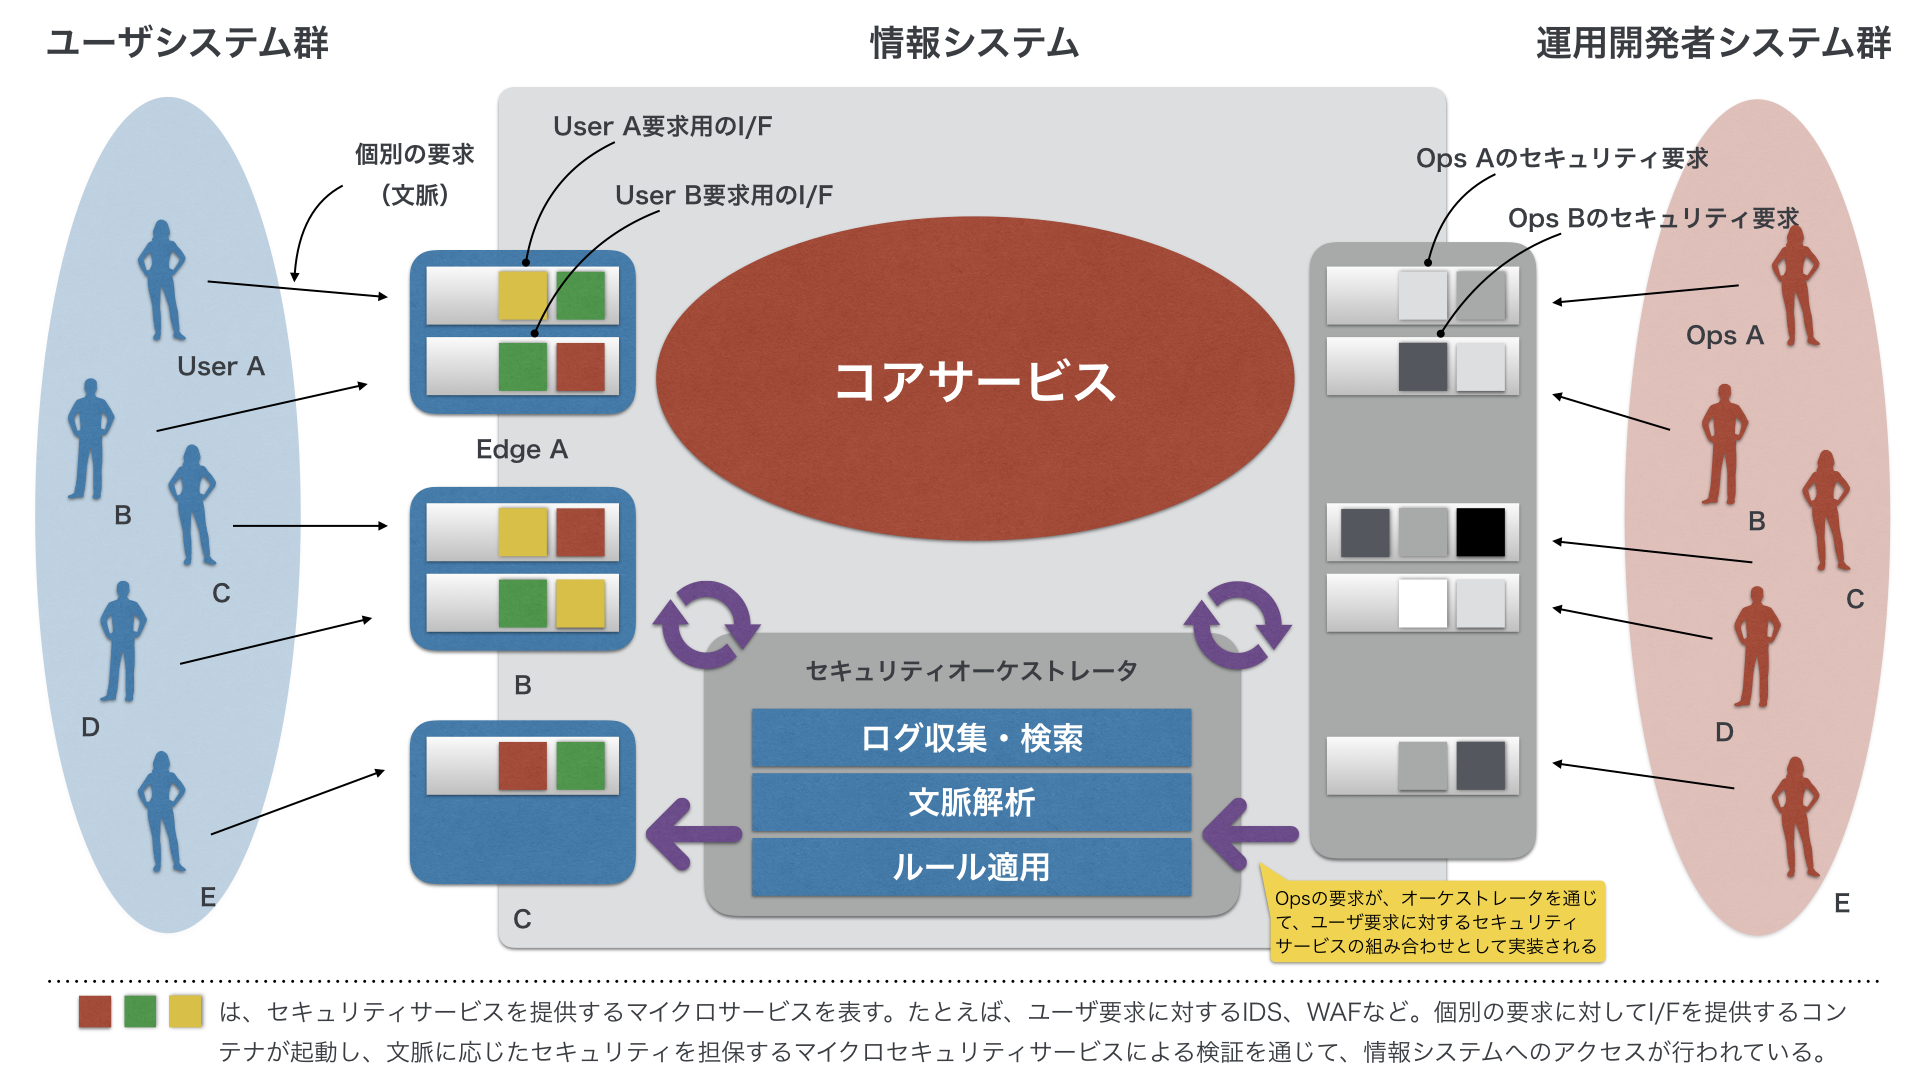 ユーザシステム群
情報システム
運用開発者システム群
個別の要求
（文脈）
User A要求用のI/F
User B要求用のI/F
Ops Aのセキュリティ要求
Ops Bのセキュリティ要求
User A
B
C
D
E
Edge A
B
C
コアサービス
セキュリティオーケストレータ
ログ収集・検索
文脈解析
ルール適用
Ops A
B
C
D
E
Opsの要求が、オーケストレータを通じ
て、ユーザ要求に対するセキュリティ
サービスの組み合わせとして実装される
は、セキュリティサービスを提供するマイクロサービスを表す。たとえば、ユーザ要求に対するIDS、WAFなど。個別の要求に対してI/Fを提供するコン
テナが起動し、文脈に応じたセキュリティを担保するマイクロセキュリティサービスによる検証を通じて、情報システムへのアクセスが行われている。